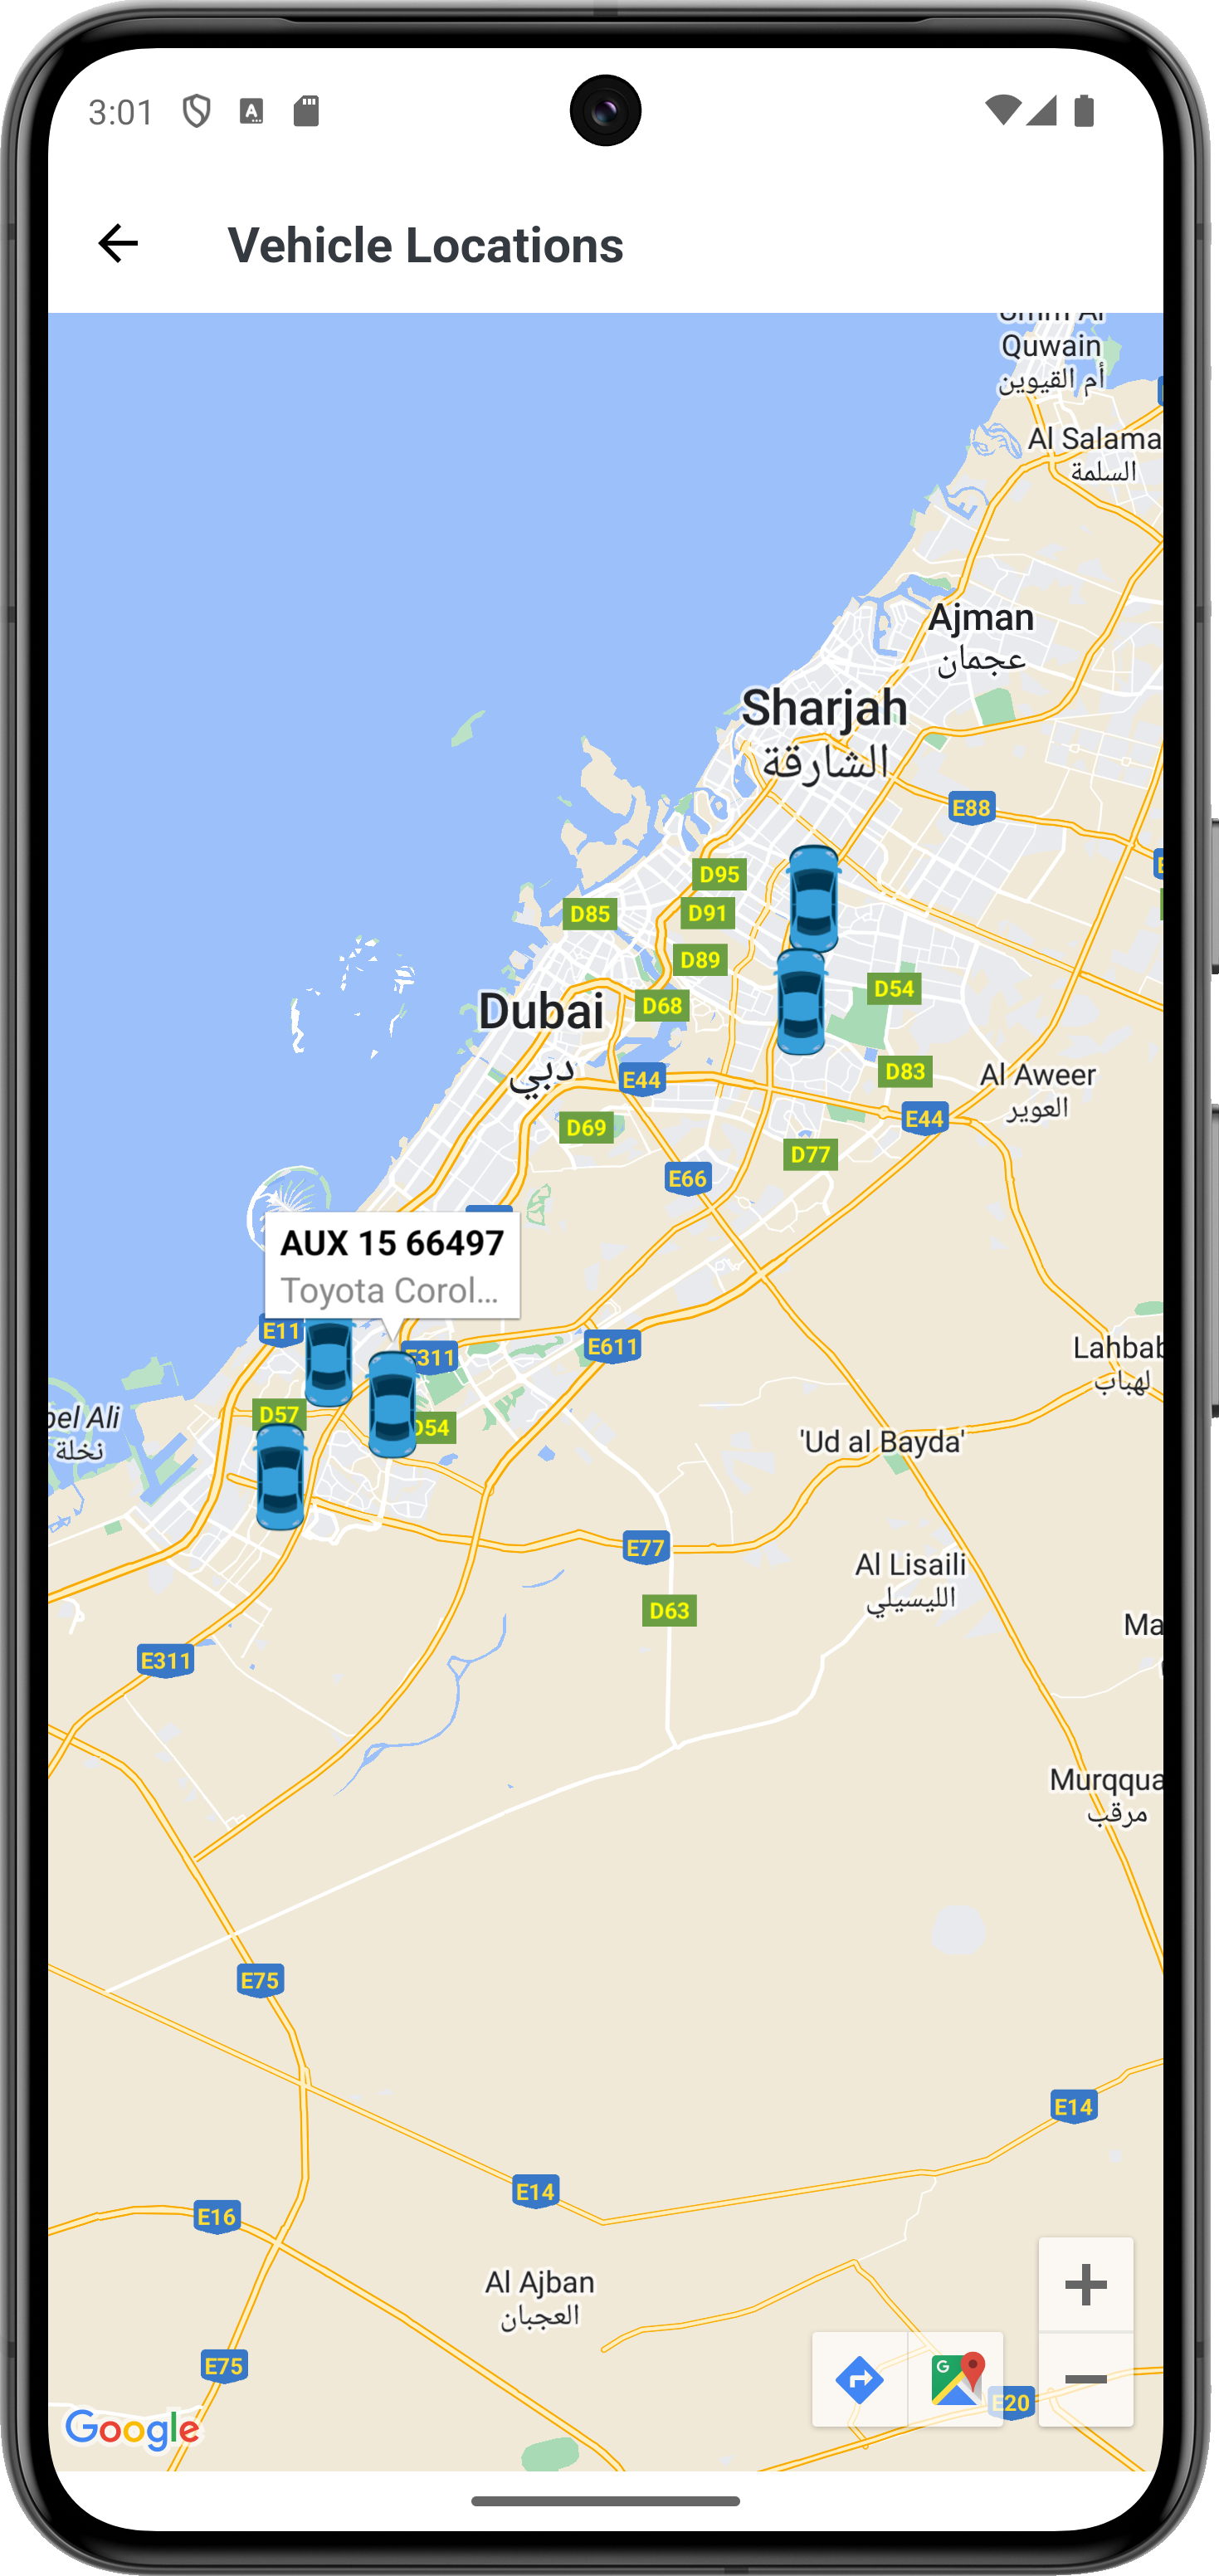 3:01
Vehicle Locations
Umm Al
Quwain
أم القيوين
Al Salama
السلمة
Ajman
عجمان
Sharjah
الشارقة
E88
D95
D85
D91
D89
D54
D68
Dubai
دبي
E44
D83
Al Aweer
العوير
E44
D69
D77
E66
AUX 15 66497
Toyota Corol...
E11
E311
E611
Lahbab
لهباب
D57
D54
bel Ali
نخلة
'Ud al Bayda'
E77
Al Lisaili
الليسيلي
D63
Ma
E311
Murqqua
مرقب
E75
E14
E14
E16
Al Ajban
العجبان
E75
E20
Google